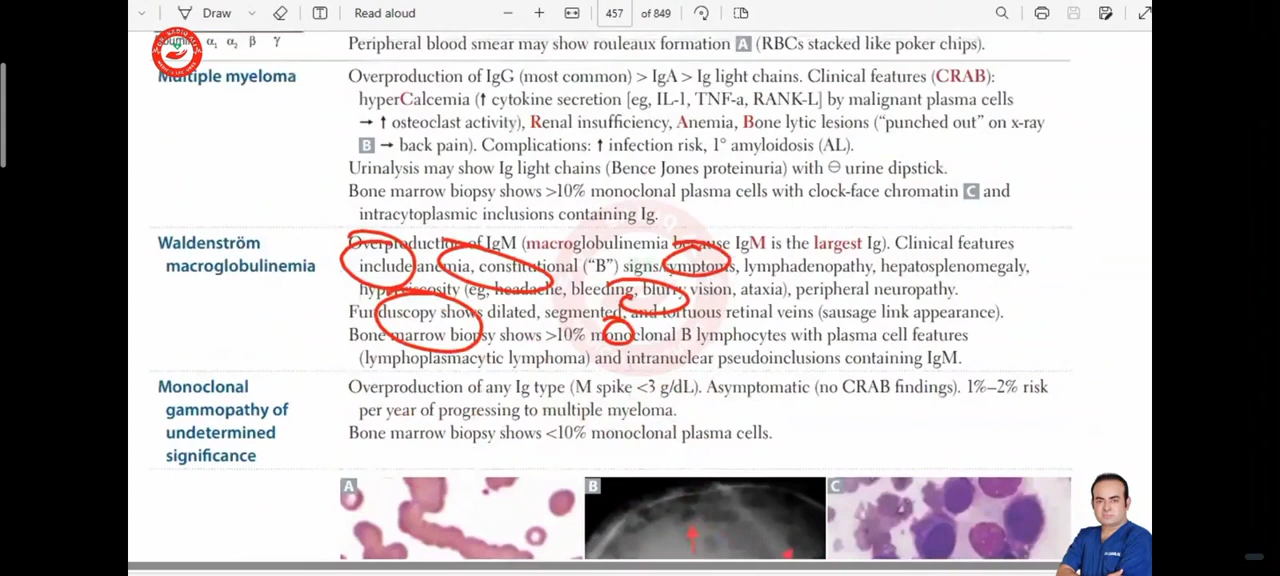 Draw
Read aloud
457 of 849
α₁ α₂ β γ
Peripheral blood smear may show rouleaux formation A (RBCs stacked like poker chips).
Multiple myeloma
Overproduction of IgG (most common) > IgA > Ig light chains. Clinical features (CRAB):
hyperCalcemia (↑ cytokine secretion [eg, IL-1, TNF-a, RANK-L] by malignant plasma cells
→ ↑ osteoclast activity), Renal insufficiency, Anemia, Bone lytic lesions (“punched out” on x-ray
B → back pain). Complications: ↑ infection risk, 1° amyloidosis (AL).
Urinalysis may show Ig light chains (Bence Jones proteinuria) with ⊖ urine dipstick.
Bone marrow biopsy shows >10% monoclonal plasma cells with clock-face chromatin C and
intracytoplasmic inclusions containing Ig.
Waldenström
macroglobulinemia
Overproduction of IgM (macroglobulinemia because IgM is the largest Ig). Clinical features
include anemia, constitutional (“B”) signs/symptoms, lymphadenopathy, hepatosplenomegaly,
hyperviscosity (eg, headache, bleeding, blurry vision, ataxia), peripheral neuropathy.
Funduscopy shows dilated, segmented, and tortuous retinal veins (sausage link appearance).
Bone marrow biopsy shows >10% monoclonal B lymphocytes with plasma cell features
(lymphoplasmacytic lymphoma) and intranuclear pseudoinclusions containing IgM.
Monoclonal
gammopathy of
undetermined
significance
Overproduction of any Ig type (M spike <3 g/dL). Asymptomatic (no CRAB findings). 1%–2% risk
per year of progressing to multiple myeloma.
Bone marrow biopsy shows <10% monoclonal plasma cells.
A
B
C